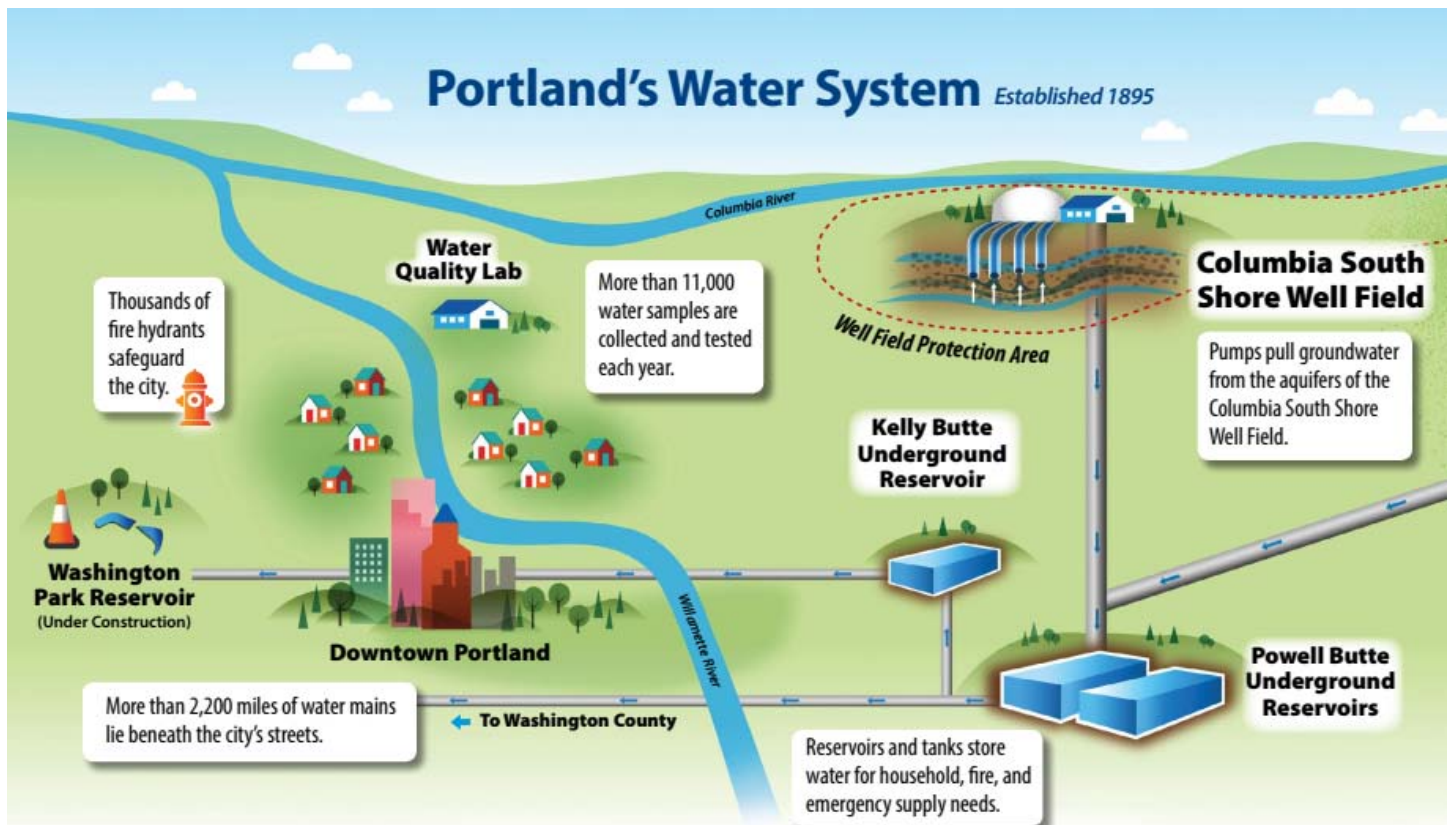 Portland's Water System Established 1895
Columbia River
Water
Quality Lab
More than 11,000
water samples are
collected and tested
each year.
Thousands of
fire hydrants
safeguard
the city.
Well Field Protection Area
Columbia South
Shore Well Field
Pumps pull groundwater
from the aquifers of the
Columbia South Shore
Well Field.
Kelly Butte
Underground
Reservoir
Washington
Park Reservoir
(Under Construction)
Downtown Portland
Willamette River
Powell Butte
Underground
Reservoirs
More than 2,200 miles of water mains
lie beneath the city's streets.
To Washington County
Reservoirs and tanks store
water for household, fire, and
emergency supply needs.